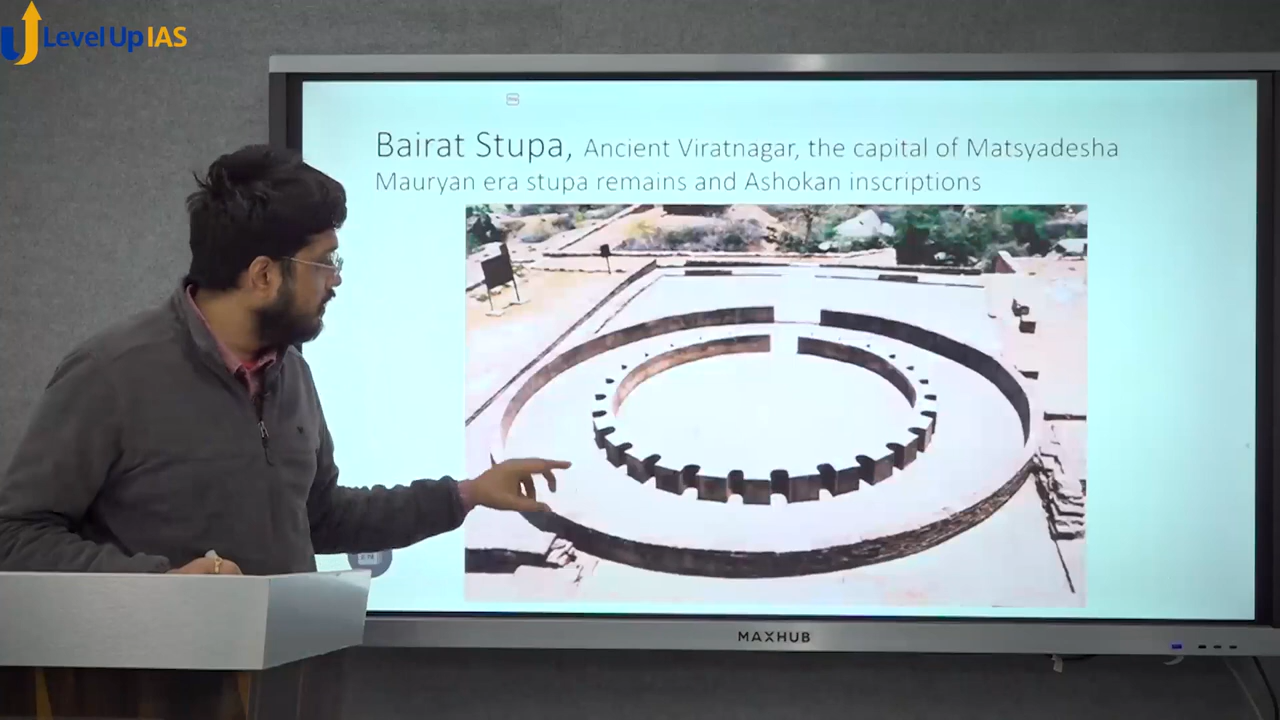 Level Up IAS
Bairat Stupa, Ancient Viratnagar, the capital of Matsyadesha
Mauryan era stupa remains and Ashokan inscriptions
MAXHUB